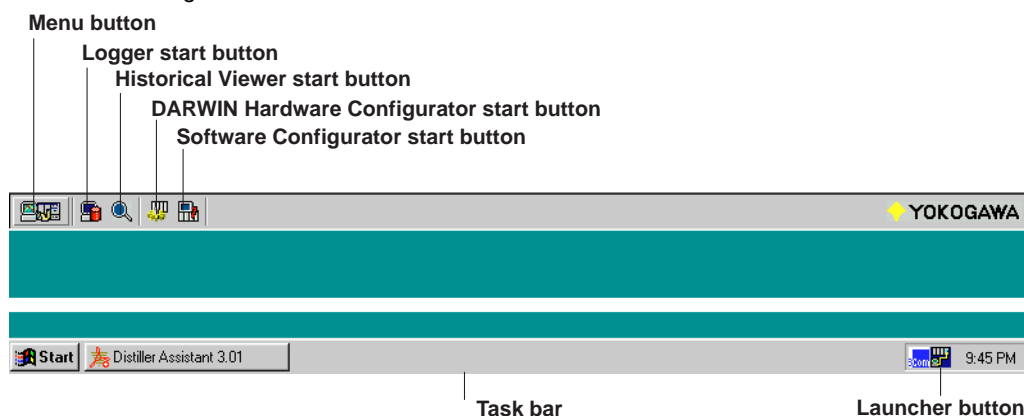 Menu button
Logger start button
Historical Viewer start button
DARWIN Hardware Configurator start button
Software Configurator start button
YOKOGAWA
Start
Distiller Assistant 3.01
9:45 PM
Task bar
Launcher button